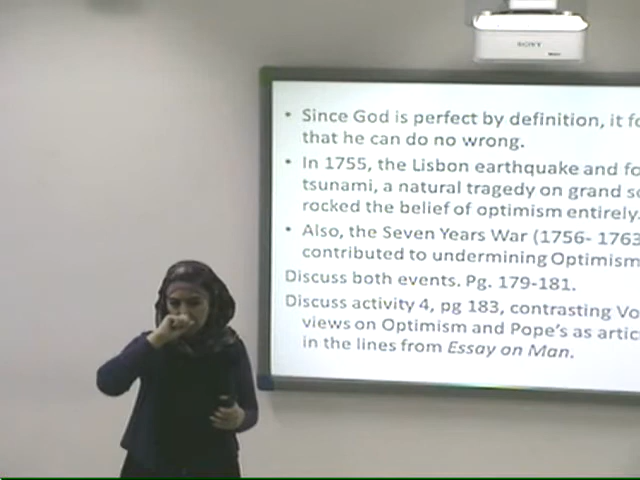 SONY
• Since God is perfect by definition, it fo
that he can do no wrong.
• In 1755, the Lisbon earthquake and fo
tsunami, a natural tragedy on grand sc
rocked the belief of optimism entirely.
• Also, the Seven Years War (1756- 1763
contributed to undermining Optimism
Discuss both events. Pg. 179-181.
Discuss activity 4, pg 183, contrasting Vo
views on Optimism and Pope's as artic
in the lines from Essay on Man.